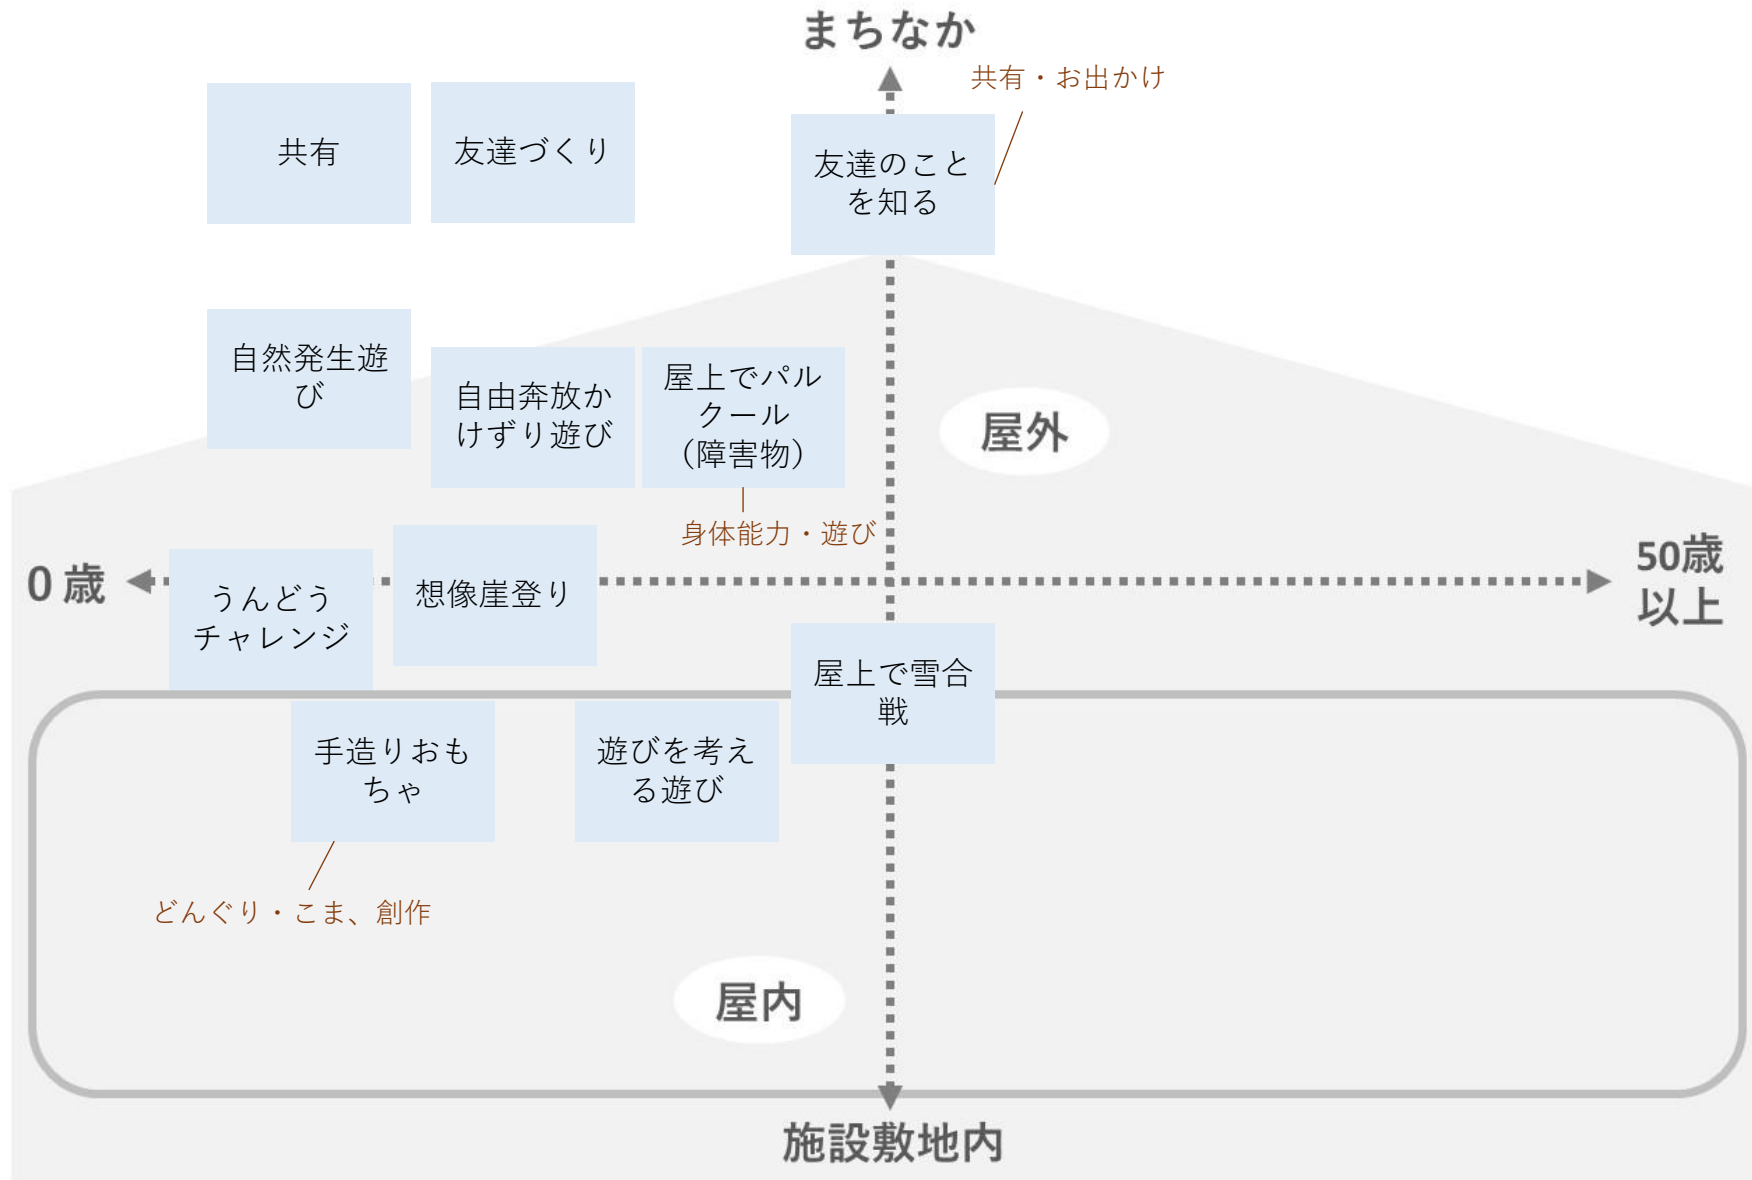 まちなか
共有・お出かけ
共有
友達づくり
友達のこと
を知る
自然発生遊
び
自由奔放か
けずり遊び
屋上でパル
クール
（障害物）
屋外
身体能力・遊び
0歳
うんどう
チャレンジ
想像崖登り
50歳
以上
屋上で雪合
戦
手造りおも
ちゃ
遊びを考え
る遊び
どんぐり・こま、創作
屋内
施設敷地内